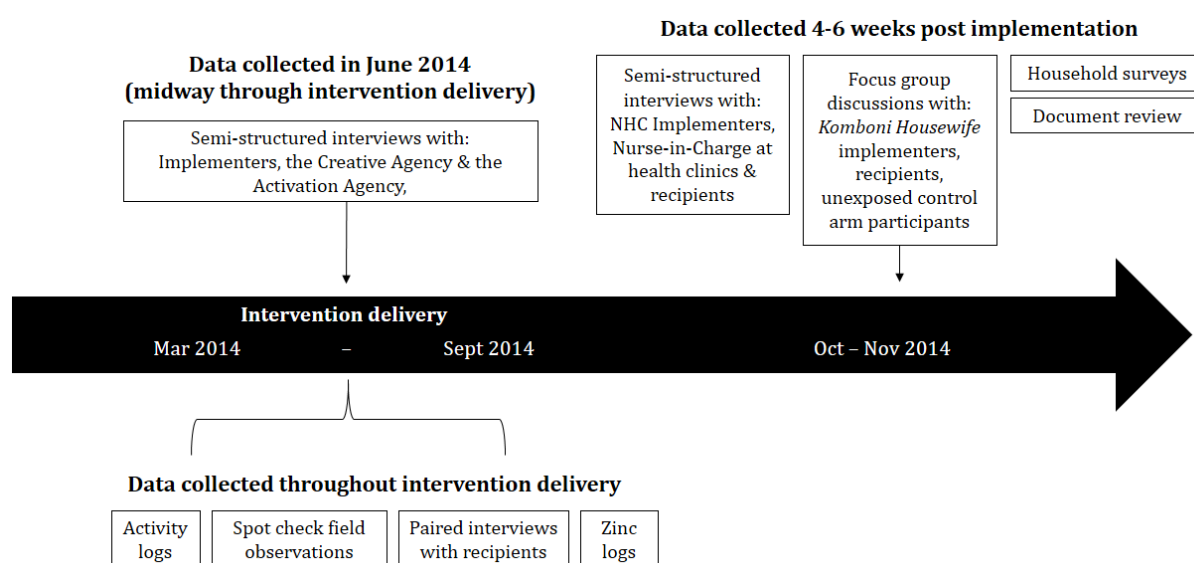 Data collected 4-6 weeks post implementation
Data collected in June 2014
(midway through intervention delivery)
Semi-structured interviews with:
Implementers, the Creative Agency & the
Activation Agency,
Semi-structured
interviews with:
NHC Implementers,
Nurse-in-Charge at
health clinics &
recipients
Focus group
discussions with:
Komboni Housewife
implementers,
recipients,
unexposed control
arm participants
Household surveys
Document review
Intervention delivery
Mar 2014 – Sept 2014 Oct – Nov 2014
Data collected throughout intervention delivery
Activity
logs
Spot check field
observations
Paired interviews
with recipients
Zinc
logs